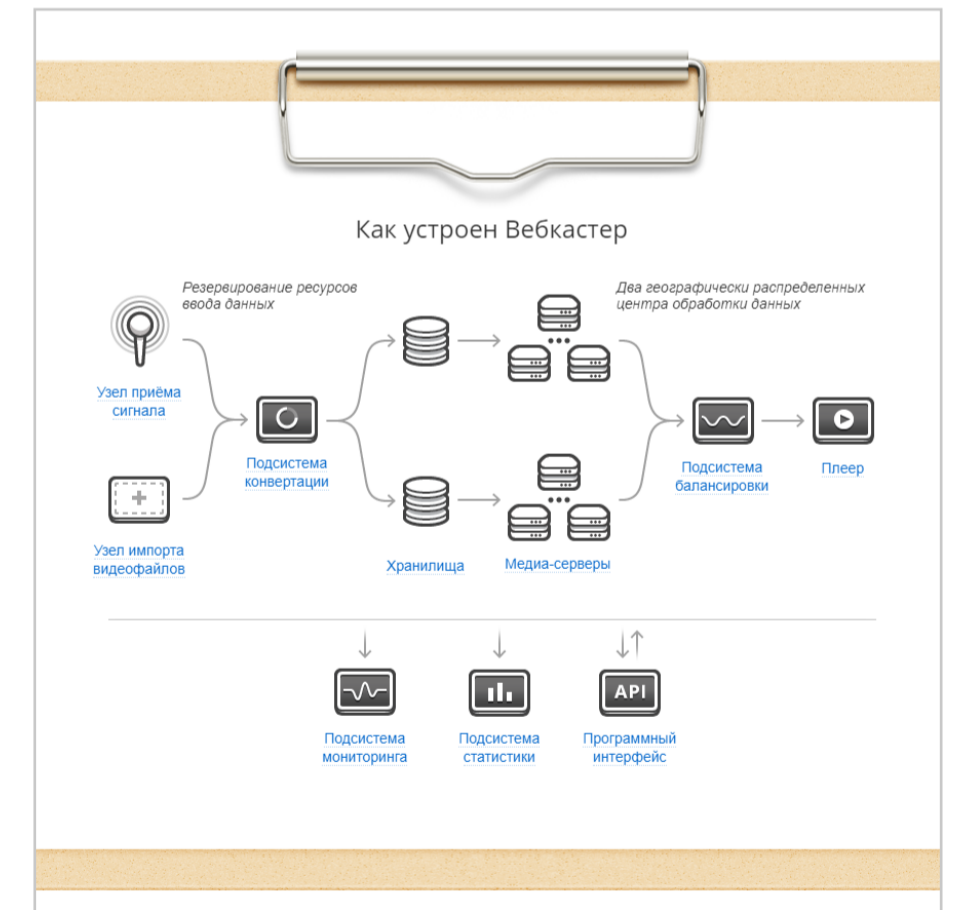 Как устроен Вебкастер
Резервирование ресурсов
ввода данных
Два географически распределенных
центра обработки данных
Узел приёма
сигнала
Подсистема
конвертации
Подсистема
балансировки
Плеер
Узел импорта
видеофайлов
Хранилища
Медиа-серверы
API
Подсистема
мониторинга
Подсистема
статистики
Программный
интерфейс